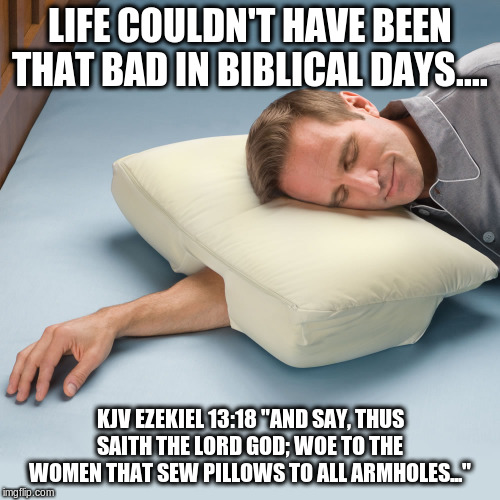 LIFE COULDN'T HAVE BEEN
THAT BAD IN BIBLICAL DAYS....
KJV EZEKIEL 13:18 "AND SAY, THUS
SAITH THE LORD GOD; WOE TO THE
WOMEN THAT SEW PILLOWS TO ALL ARMHOLES..."
imgflip.com